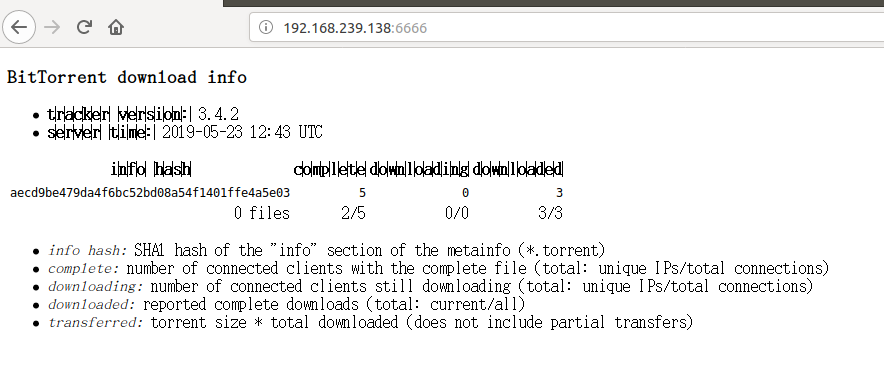 192.168.239.138:6666
BitTorrent download info
• tracker version: 3.4.2
• server time: 2019-05-23 12:43 UTC
info hash complete downloading downloaded
aecd9be479da4f6bc52bd08a54f1401ffe4a5e03 5 0 3
0 files 2/5 0/0 3/3
• info hash: SHA1 hash of the "info" section of the metainfo (*.torrent)
• complete: number of connected clients with the complete file (total: unique IPs/total connections)
• downloading: number of connected clients still downloading (total: unique IPs/total connections)
• downloaded: reported complete downloads (total: current/all)
• transferred: torrent size * total downloaded (does not include partial transfers)